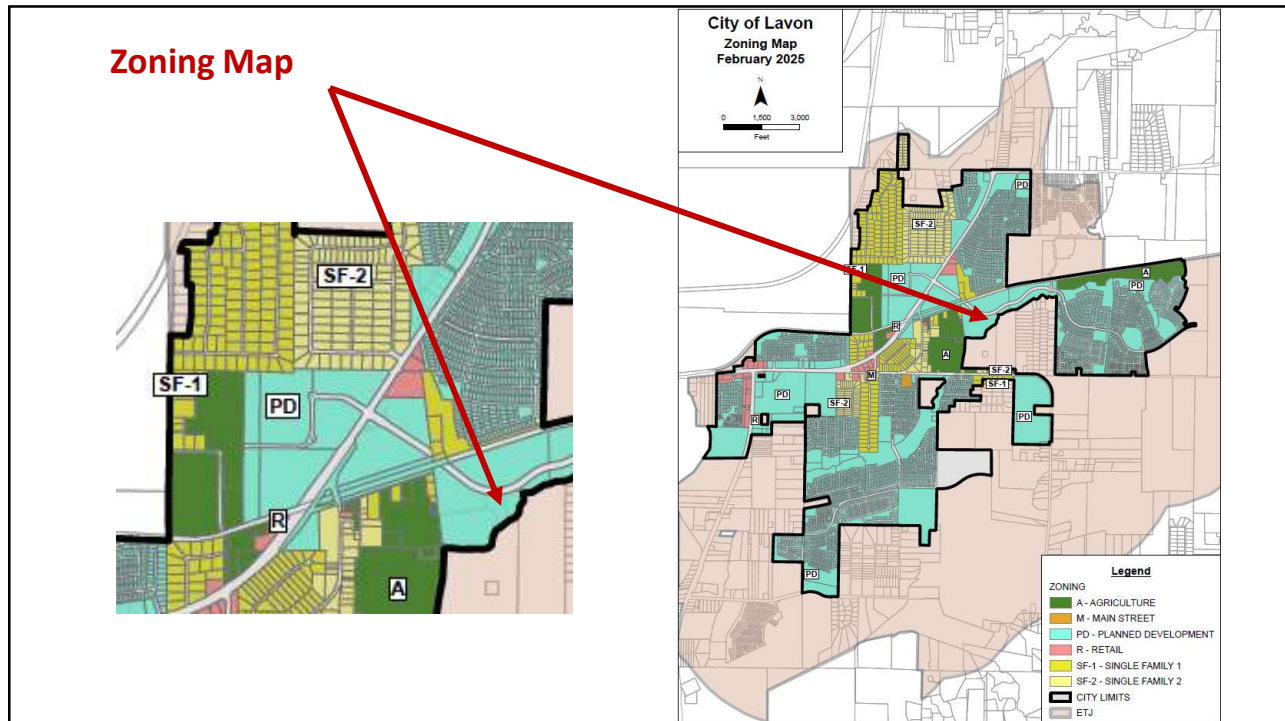 Zoning Map
SF-2
SF-1
PD
R
A
City of Lavon
Zoning Map
February 2025
N
0 1,500 3,000
Feet
PD
SF-2
SF-1
PD
A
PD
R
A
M
SF-2
SF-1
PD
SF-2
PD
R
PD
Legend
ZONING
A - AGRICULTURE
M - MAIN STREET
PD - PLANNED DEVELOPMENT
R - RETAIL
SF-1 - SINGLE FAMILY 1
SF-2 - SINGLE FAMILY 2
CITY LIMITS
ETJ